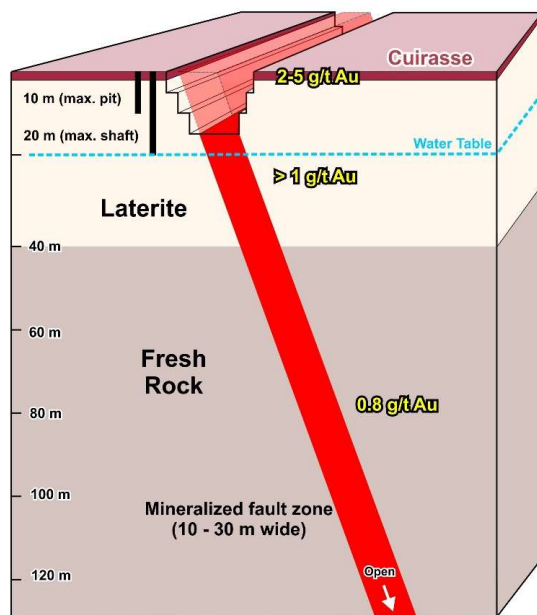 Cuirasse
2-5 g/t Au
10 m (max. pit)
20 m (max. shaft)
Water Table
> 1 g/t Au
Laterite
40 m
60 m
Fresh
Rock
0.8 g/t Au
80 m
100 m
Mineralized fault zone
(10 - 30 m wide)
Open
120 m